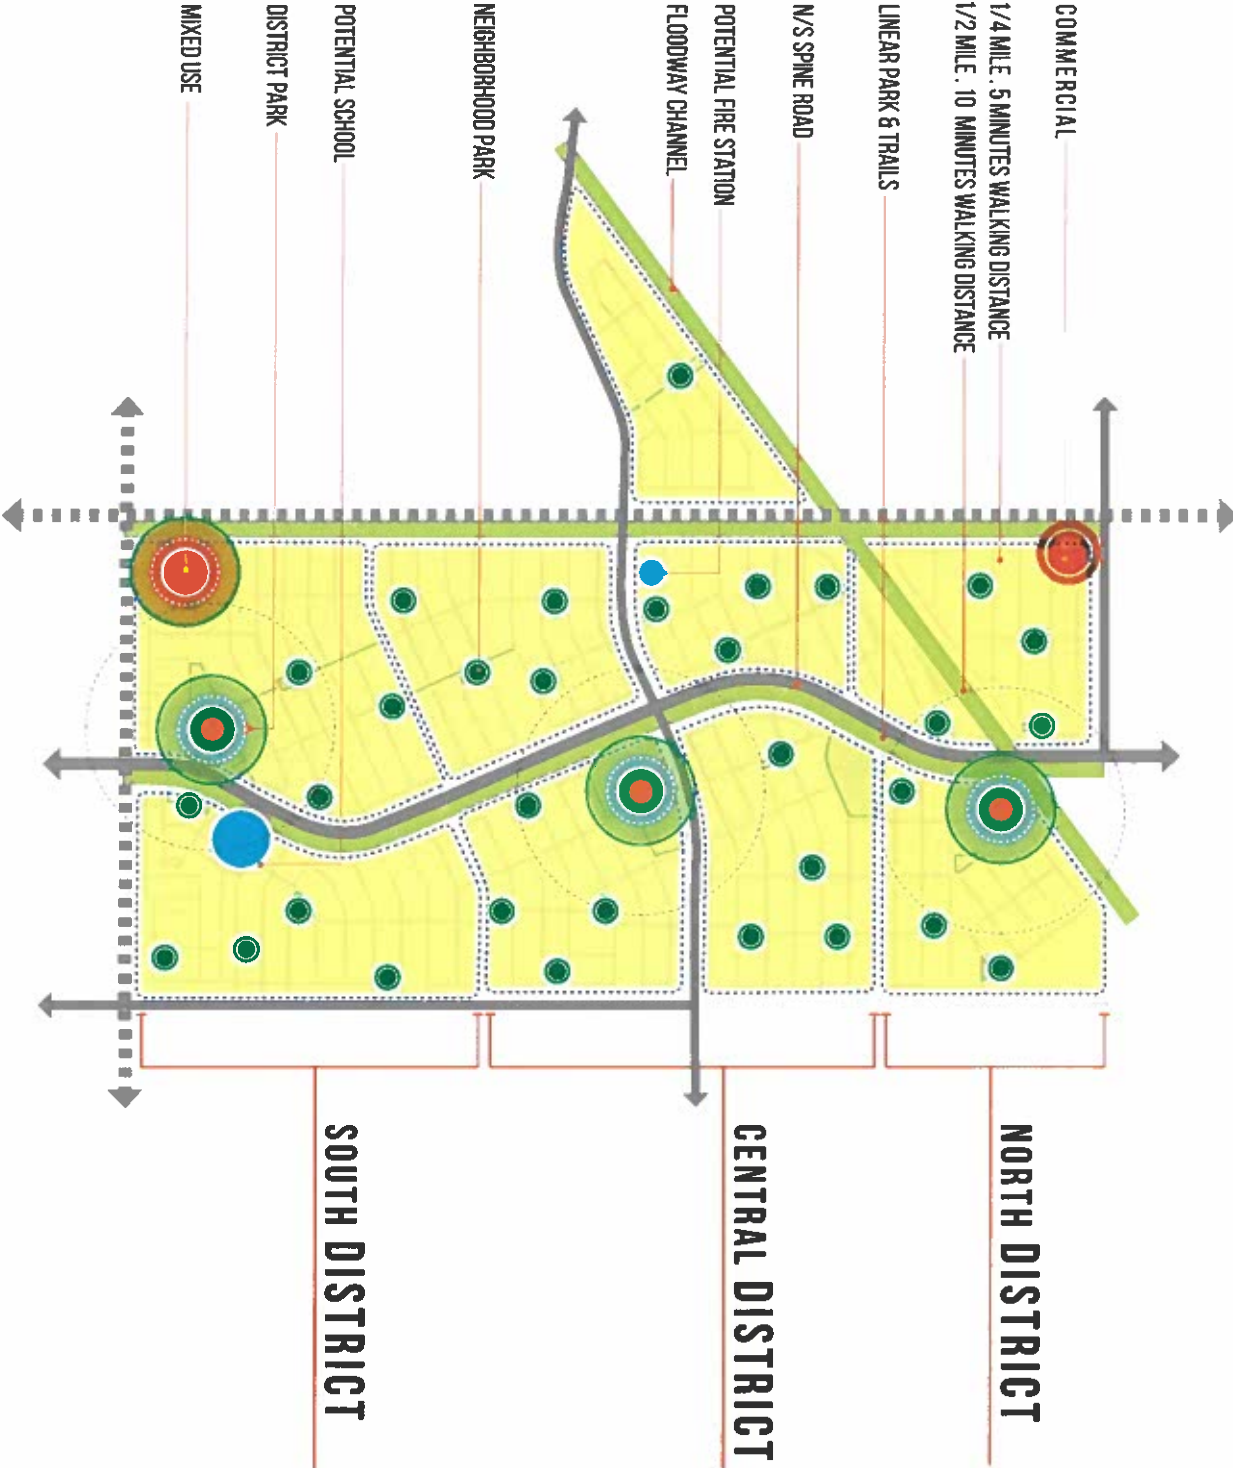 COMMERCIAL
1/4 MILE . 5 MINUTES WALKING DISTANCE
1/2 MILE . 10 MINUTES WALKING DISTANCE
LINEAR PARK & TRAILS
N/S SPINE ROAD
POTENTIAL FIRE STATION
FLOODWAY CHANNEL
NEIGHBORHOOD PARK
POTENTIAL SCHOOL
DISTRICT PARK
MIXED USE
NORTH DISTRICT
CENTRAL DISTRICT
SOUTH DISTRICT